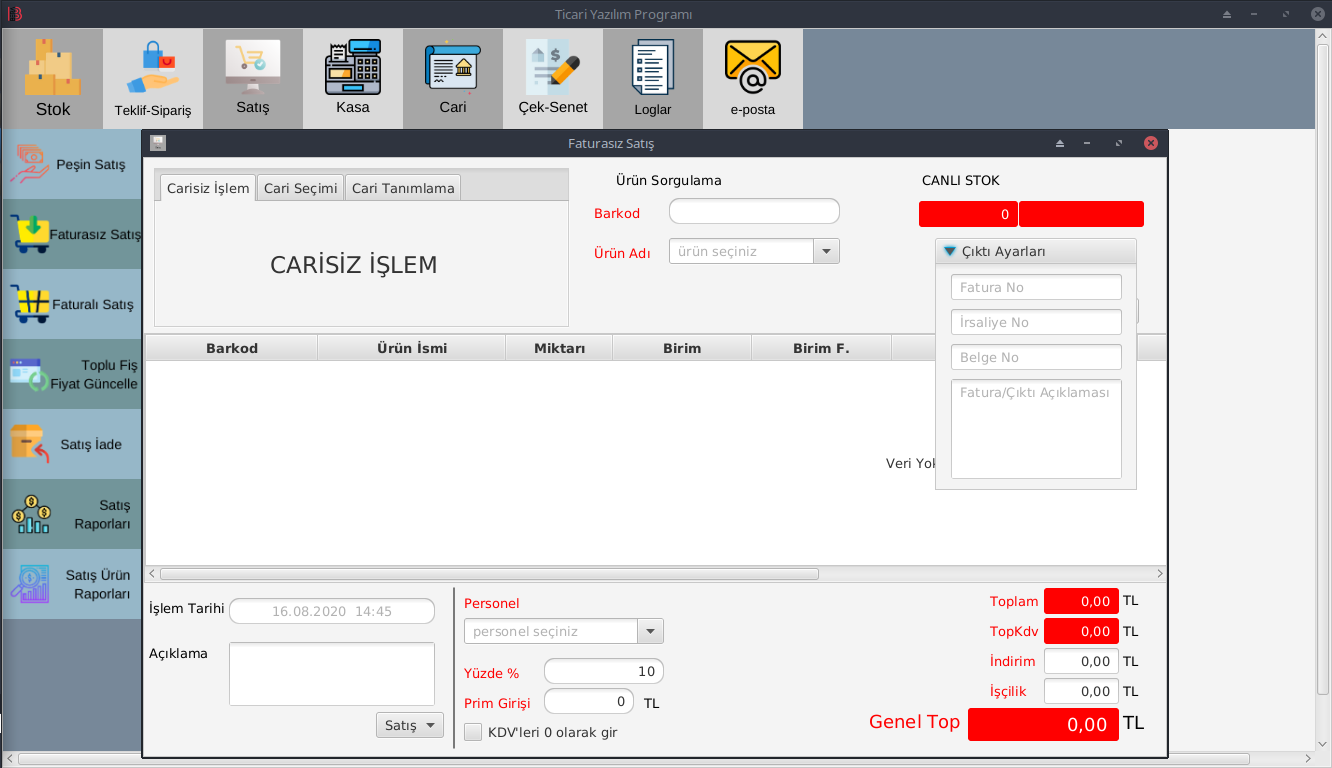 Ticari Yazılım Programı
Stok
Teklif-Sipariş
Satış
Kasa
Cari
Çek-Senet
Loglar
e-posta
Peşin Satış
Faturasız Satış
Faturalı Satış
Toplu Fiş
Fiyat Güncelle
Satış İade
Satış
Raporları
Satış Ürün
Raporları
Faturasız Satış
Carisiz İşlem
Cari Seçimi
Cari Tanımlama
CARİSİZ İŞLEM
Ürün Sorgulama
Barkod
Ürün Adı
ürün seçiniz
CANLI STOK
0
Çıktı Ayarları
Fatura No
İrsaliye No
Belge No
Fatura/Çıktı Açıklaması
Barkod
Ürün İsmi
Miktarı
Birim
Birim F.
Veri Yok
İşlem Tarihi
16.08.2020 14:45
Açıklama
Satış
Personel
personel seçiniz
Yüzde %
10
Prim Girişi
0
TL
KDV'leri 0 olarak gir
Toplam 0,00 TL
TopKdv 0,00 TL
İndirim 0,00 TL
İşçilik 0,00 TL
Genel Top 0,00 TL